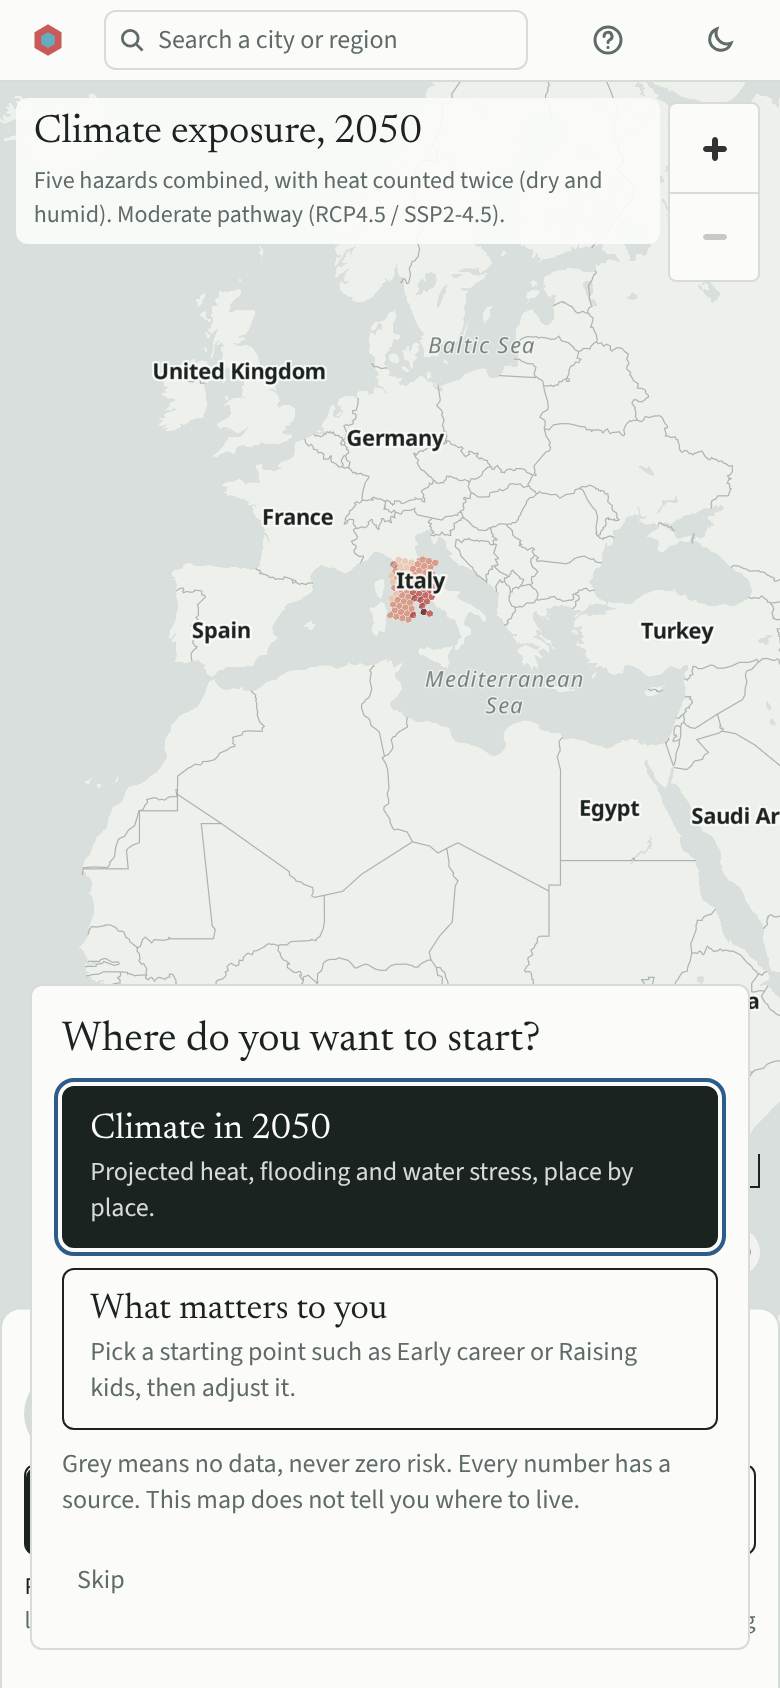 Search a city or region
Climate exposure, 2050
Five hazards combined, with heat counted twice (dry and
humid). Moderate pathway (RCP4.5 / SSP2-4.5).
Baltic Sea
United Kingdom
Germany
France
Italy
Spain
Turkey
Mediterranean
Sea
Egypt
Saudi Ar
Where do you want to start?
Climate in 2050
Projected heat, flooding and water stress, place by
place.
What matters to you
Pick a starting point such as Early career or Raising
kids, then adjust it.
Grey means no data, never zero risk. Every number has a
source. This map does not tell you where to live.
Skip